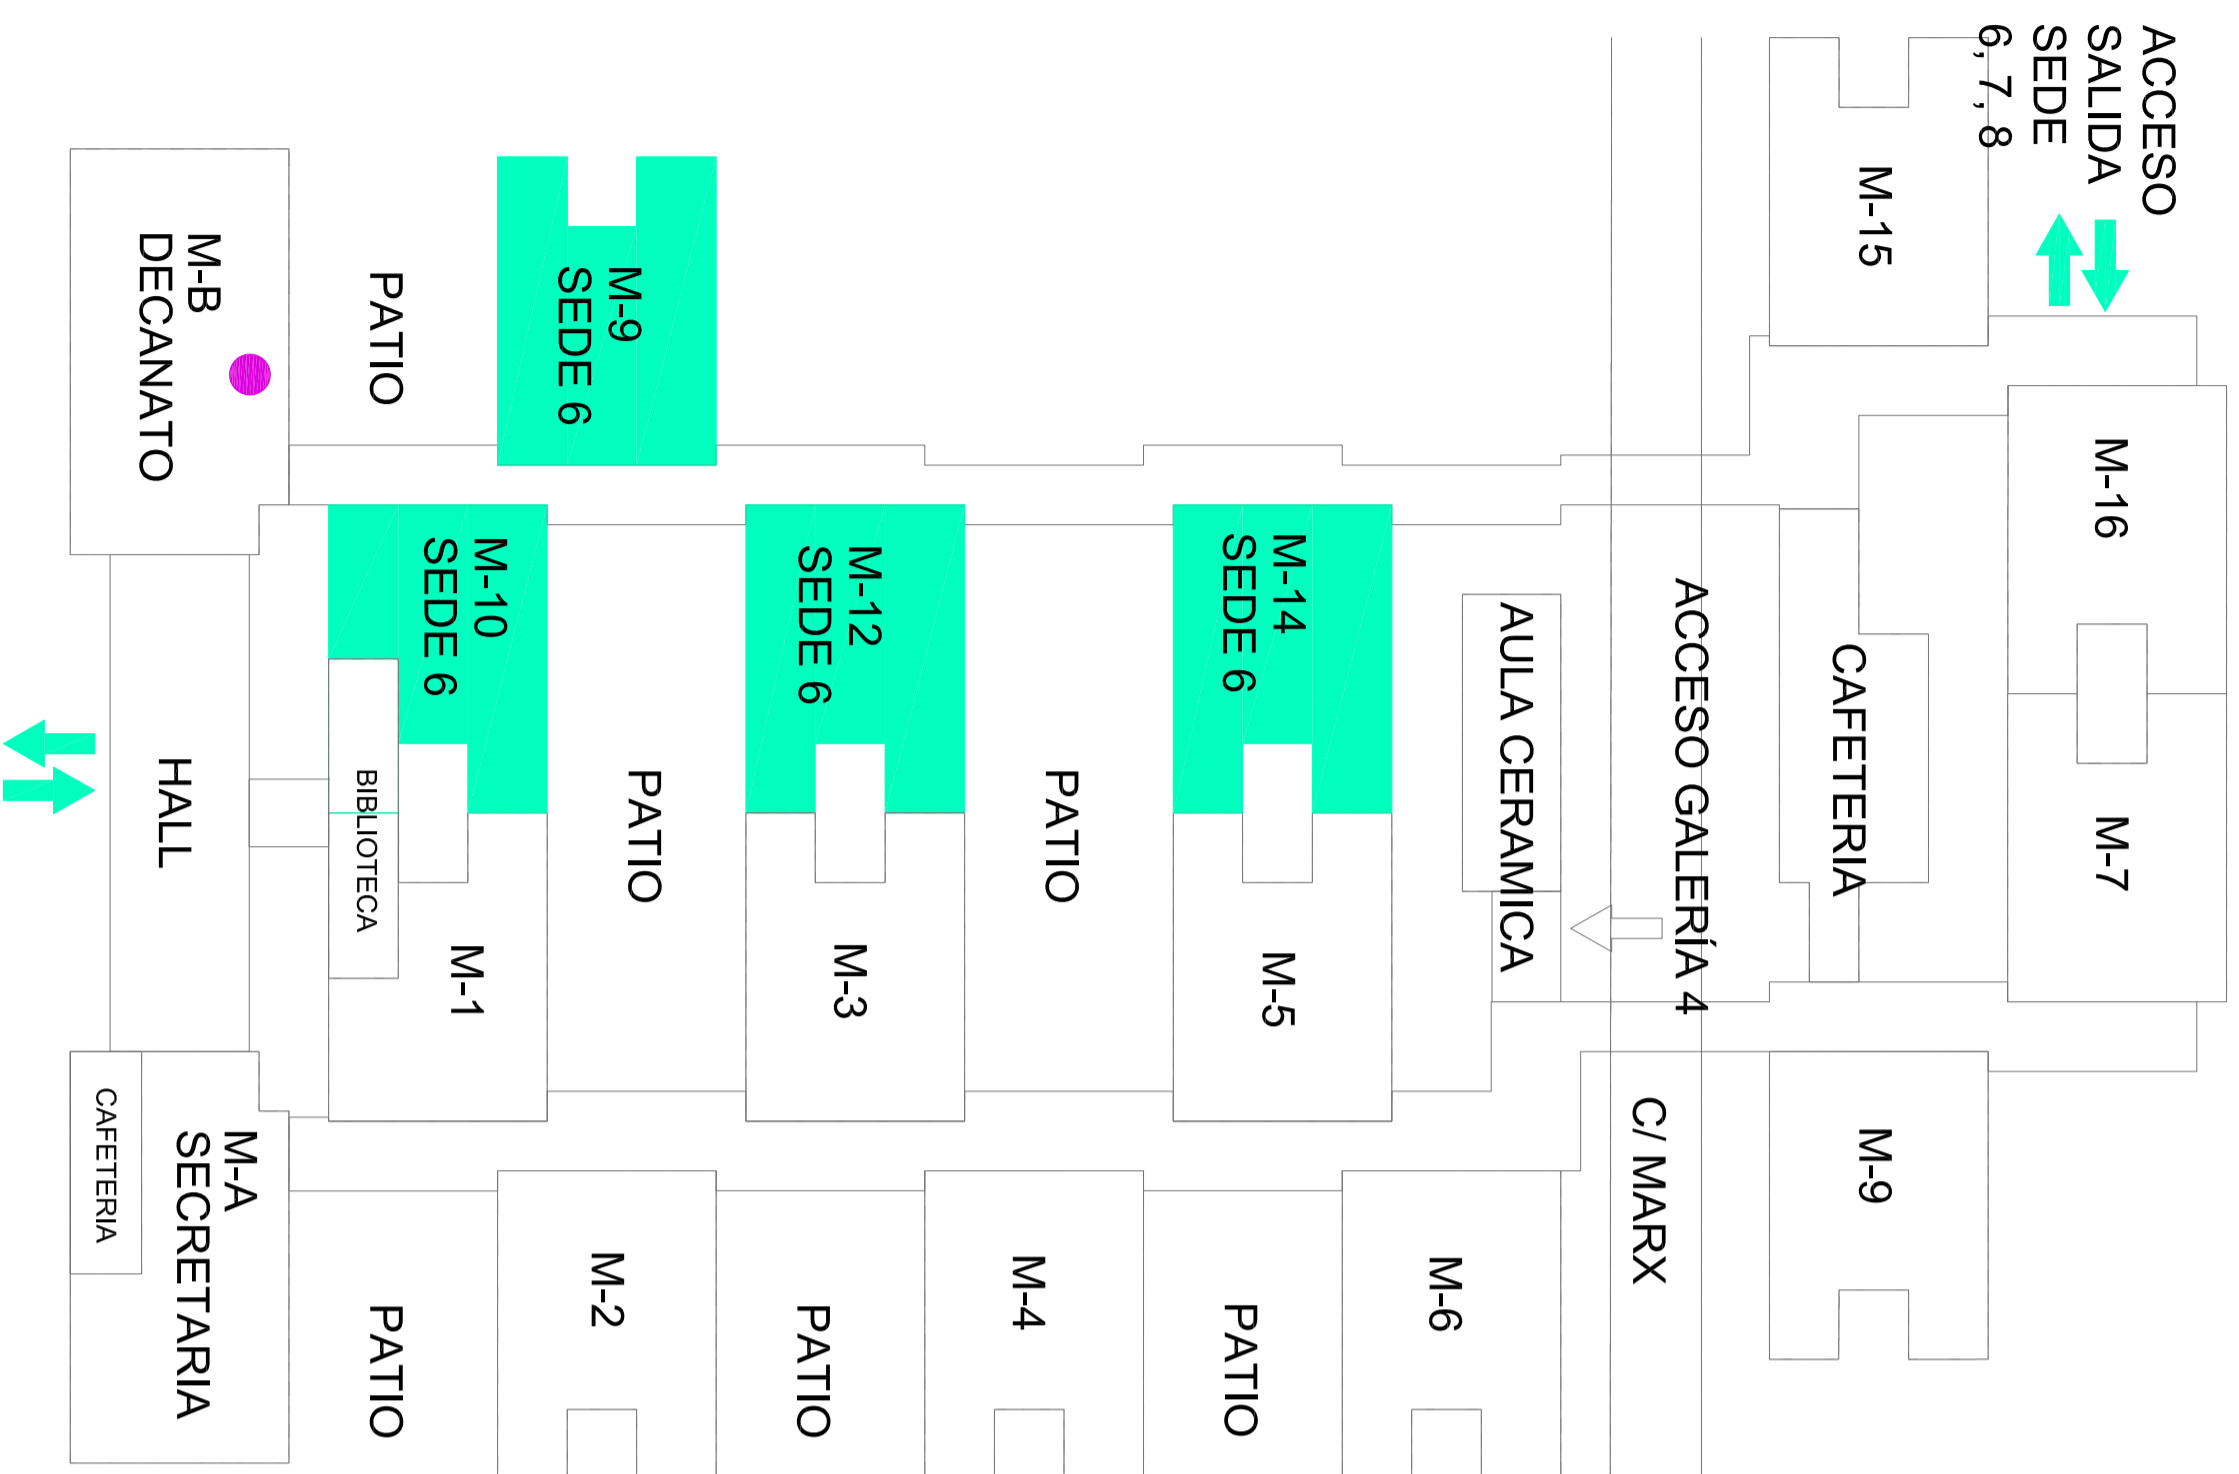 ACCESO
SALIDA
SEDE
6, 7, 8
M-16
M-7
M-15
CAFETERIA
M-9
ACCESO GALERÍA 4
C/ MARX
AULA CERAMICA
M-6
M-14
SEDE 6
M-5
PATIO
PATIO
M-4
M-12
SEDE 6
M-3
PATIO
M-9
SEDE 6
PATIO
M-2
M-10
SEDE 6
M-1
BIBLIOTECA
PATIO
PATIO
M-B
DECANATO
HALL
M-A
SECRETARIA
CAFETERIA